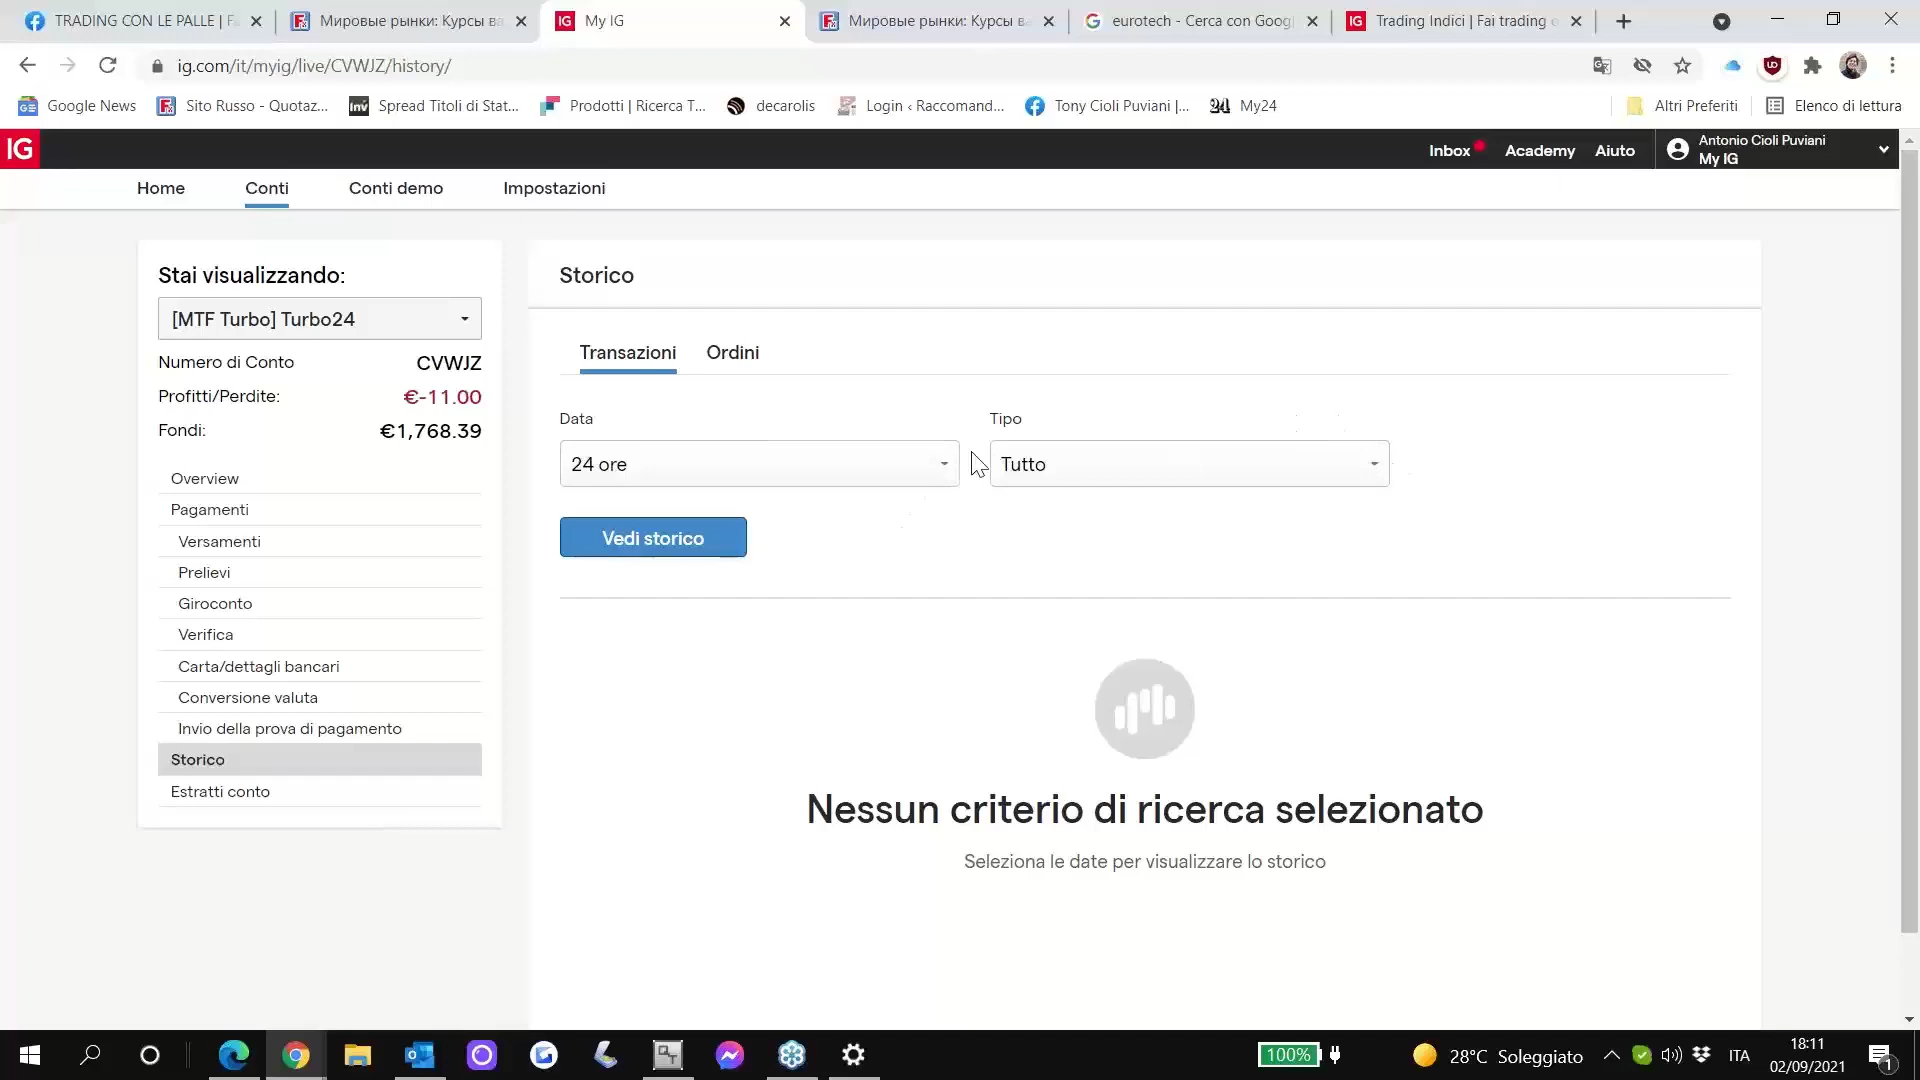 TRADING CON LE PALLE | Fa
Мировые рынки: Курсы ва
My IG
Мировые рынки: Курсы ва
eurotech - Cerca con Goog
Trading Indici | Fai trading o
ig.com/it/myig/live/CVWJZ/history/
Google News
Sito Russo - Quotaz...
Spread Titoli di Stat...
Prodotti | Ricerca T...
decarolis
Login ‹ Raccomand...
Tony Cioli Puviani |...
My24
Altri Preferiti
Elenco di lettura
IG
Inbox
Academy
Aiuto
Antonio Cioli Puviani
My IG
Home
Conti
Conti demo
Impostazioni
Stai visualizzando:
[MTF Turbo] Turbo24
Numero di Conto CVWJZ
Profitti/Perdite: €-11.00
Fondi: €1,768.39
Overview
Pagamenti
Versamenti
Prelievi
Giroconto
Verifica
Carta/dettagli bancari
Conversione valuta
Invio della prova di pagamento
Storico
Estratti conto
Storico
Transazioni
Ordini
Data
Tipo
24 ore
Tutto
Vedi storico
Nessun criterio di ricerca selezionato
Seleziona le date per visualizzare lo storico
100%
28°C Soleggiato
ITA
18:11
02/09/2021
1